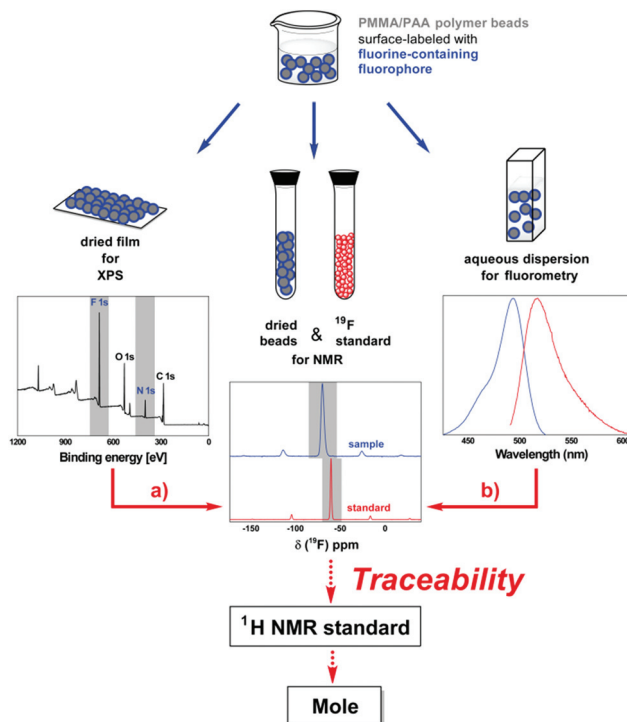 PMMA/PAA polymer beads
surface-labeled with
fluorine-containing
fluorophore
dried film
for
XPS
dried
beads
&
¹⁹F
standard
for NMR
aqueous dispersion
for fluorometry
F 1s
O 1s
N 1s
C 1s
1200 900 600 300 0
Binding energy [eV]
sample
standard
-150 -100 -50 0
δ (¹⁹F) ppm
450 500 550 600
Wavelength (nm)
a)
b)
Traceability
¹H NMR standard
Mole